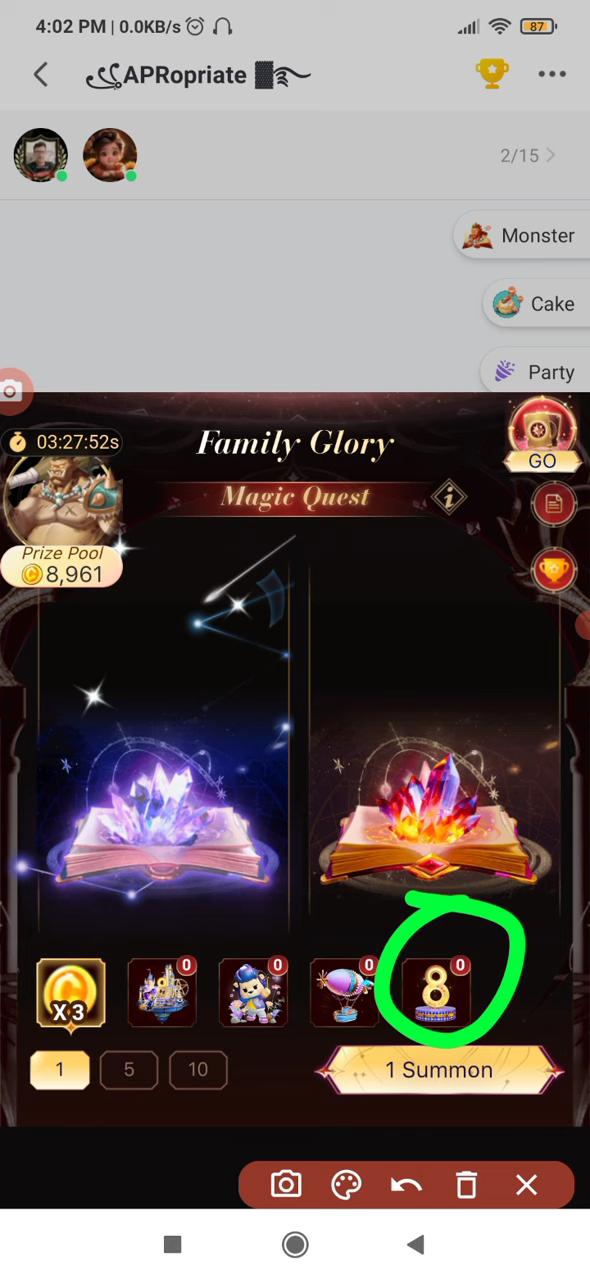 4:02 PM | 0.0KB/s
87
APRopriate
2/15
Monster
Cake
Party
03:27:52s
Family Glory
GO
Magic Quest
Prize Pool
8,961
X3
0
0
0
8
0
1
5
10
1 Summon